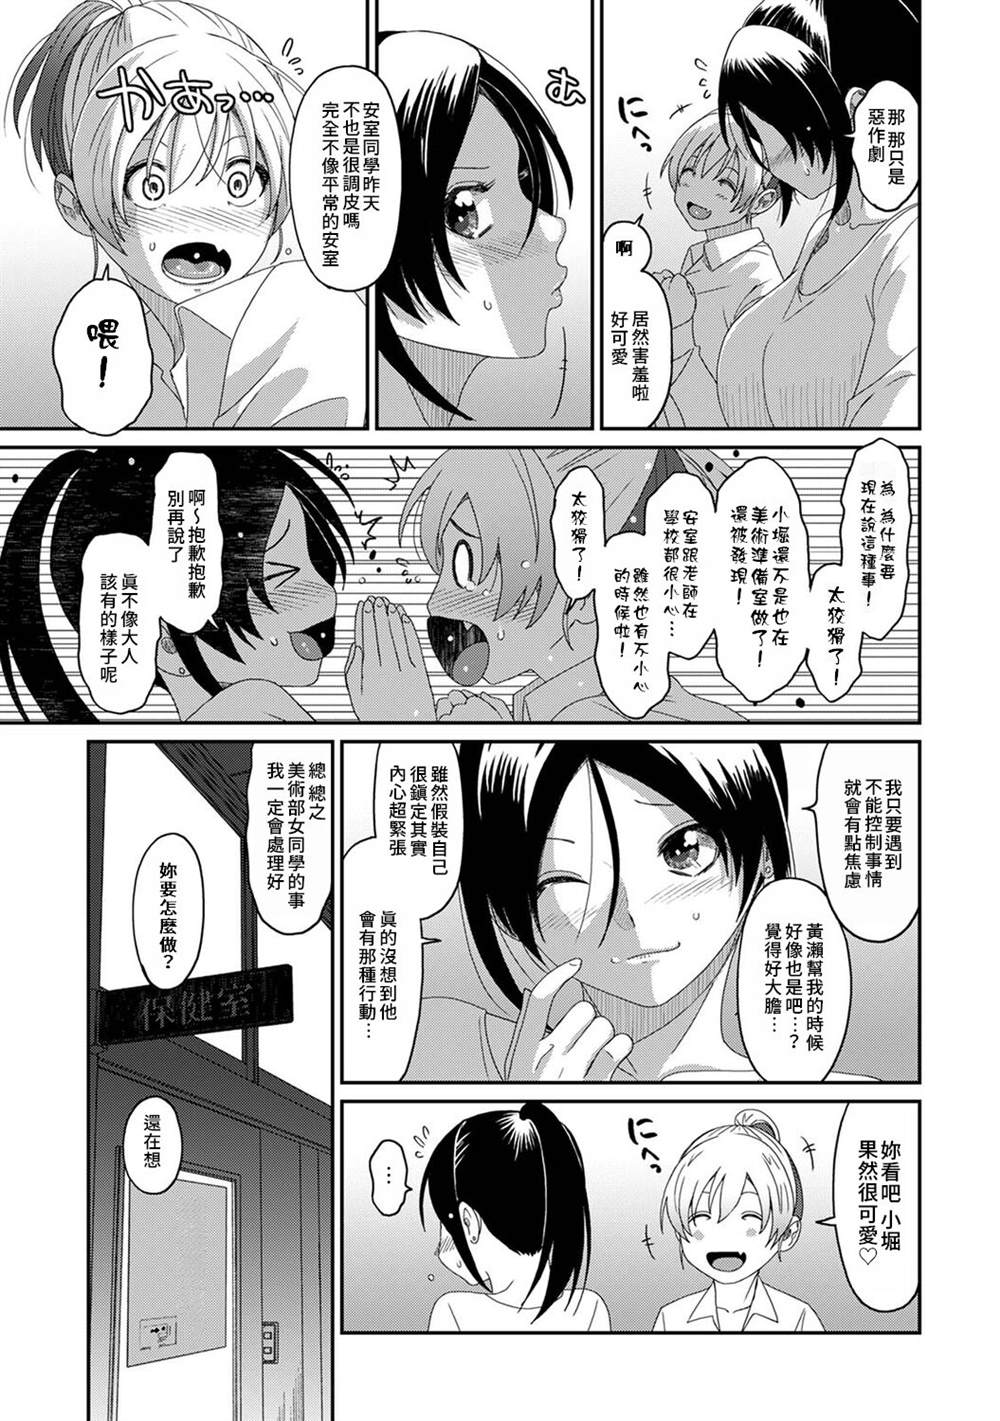 那 那只是
惡作劇
にへっ
啊
居然害羞啦
好可愛
む
安室同學昨天
不也是很調皮嗎
完全不像平常的安室
かあっ…
喂！
為 為什麼要
現在說這種事！
太狡猾了！
小堀還不是也在
美術準備室做了！
還被發現！
安室跟老師在
學校都很小心…
雖然也有不小心
的時候啦！
太狡猾了！
啊～抱歉抱歉
別再說了
真不像大人
該有的樣子呢
我只要遇到
不能控制事情
就會有點焦慮
黃瀨幫我的時候
好像也是吧…？
覺得好大膽…
雖然假裝自己
很鎮定其實
內心超緊張
真的沒想到他
會有那種行動…
妳看吧 小堀
果然很可愛♡
にへっ
…
總 總之
美術部女同學的事
我一定會處理好
妳要怎麼做？
保健室
還在想